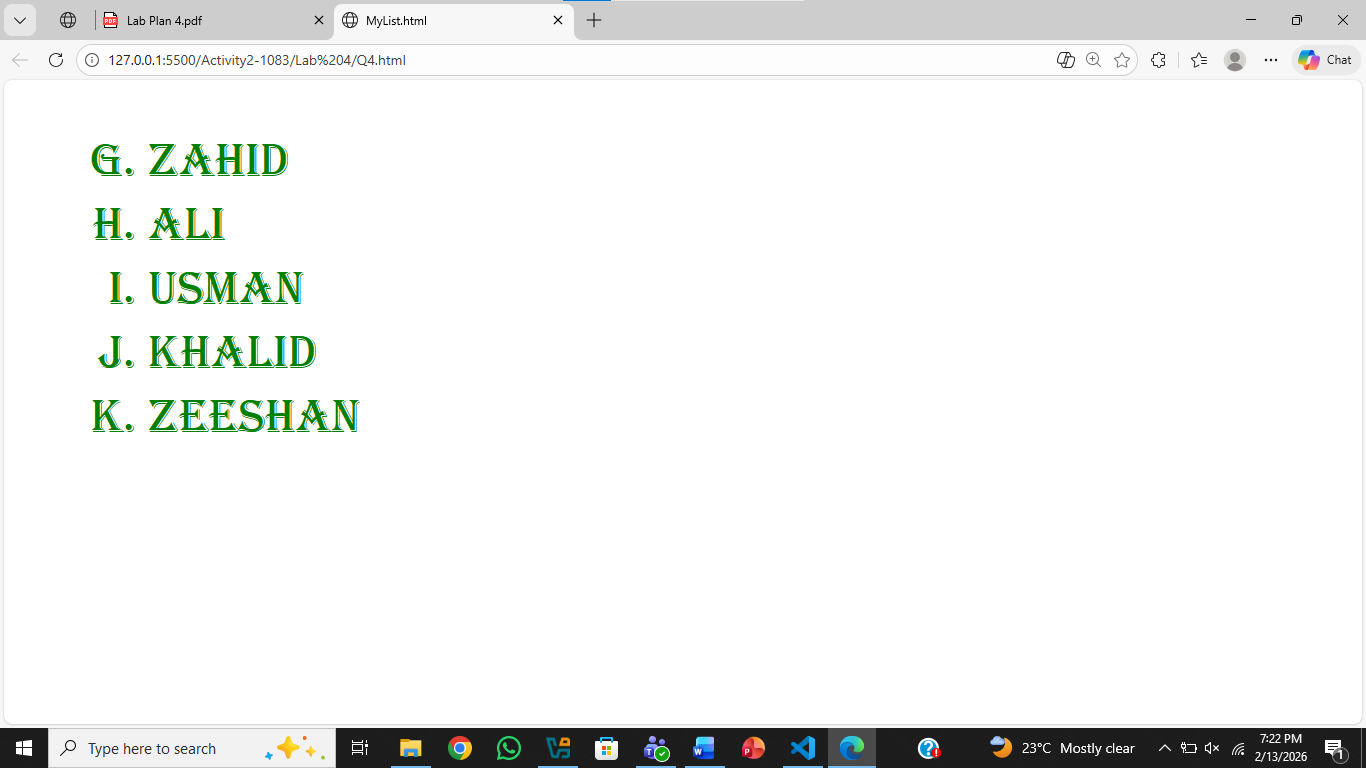 Lab Plan 4.pdf
MyList.html
127.0.0.1:5500/Activity2-1083/Lab%204/Q4.html
Chat
G. ZAHID
H. ALI
I. USMAN
J. KHALID
K. ZEESHAN
Type here to search
23°C Mostly clear
7:22 PM
2/13/2026
1